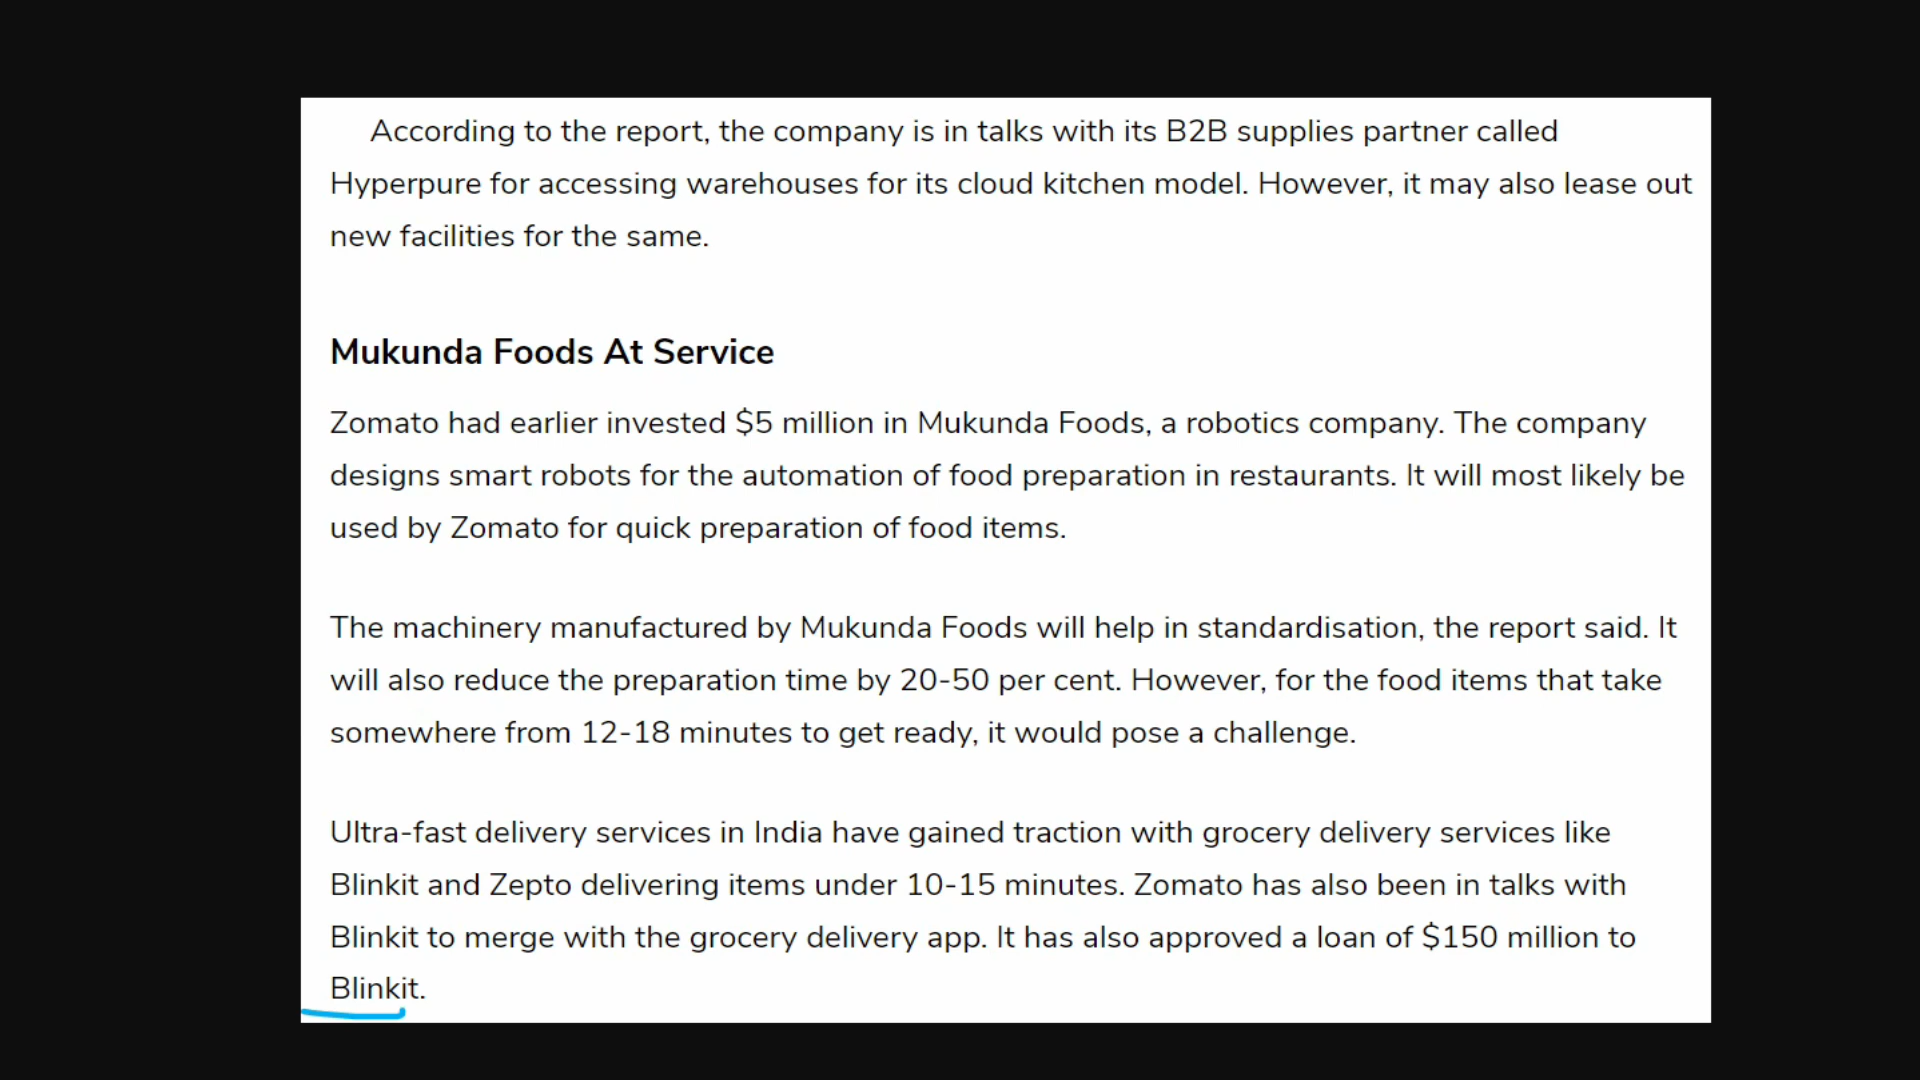 According to the report, the company is in talks with its B2B supplies partner called
Hyperpure for accessing warehouses for its cloud kitchen model. However, it may also lease out
new facilities for the same.
Mukunda Foods At Service
Zomato had earlier invested $5 million in Mukunda Foods, a robotics company. The company
designs smart robots for the automation of food preparation in restaurants. It will most likely be
used by Zomato for quick preparation of food items.
The machinery manufactured by Mukunda Foods will help in standardisation, the report said. It
will also reduce the preparation time by 20-50 per cent. However, for the food items that take
somewhere from 12-18 minutes to get ready, it would pose a challenge.
Ultra-fast delivery services in India have gained traction with grocery delivery services like
Blinkit and Zepto delivering items under 10-15 minutes. Zomato has also been in talks with
Blinkit to merge with the grocery delivery app. It has also approved a loan of $150 million to
Blinkit.